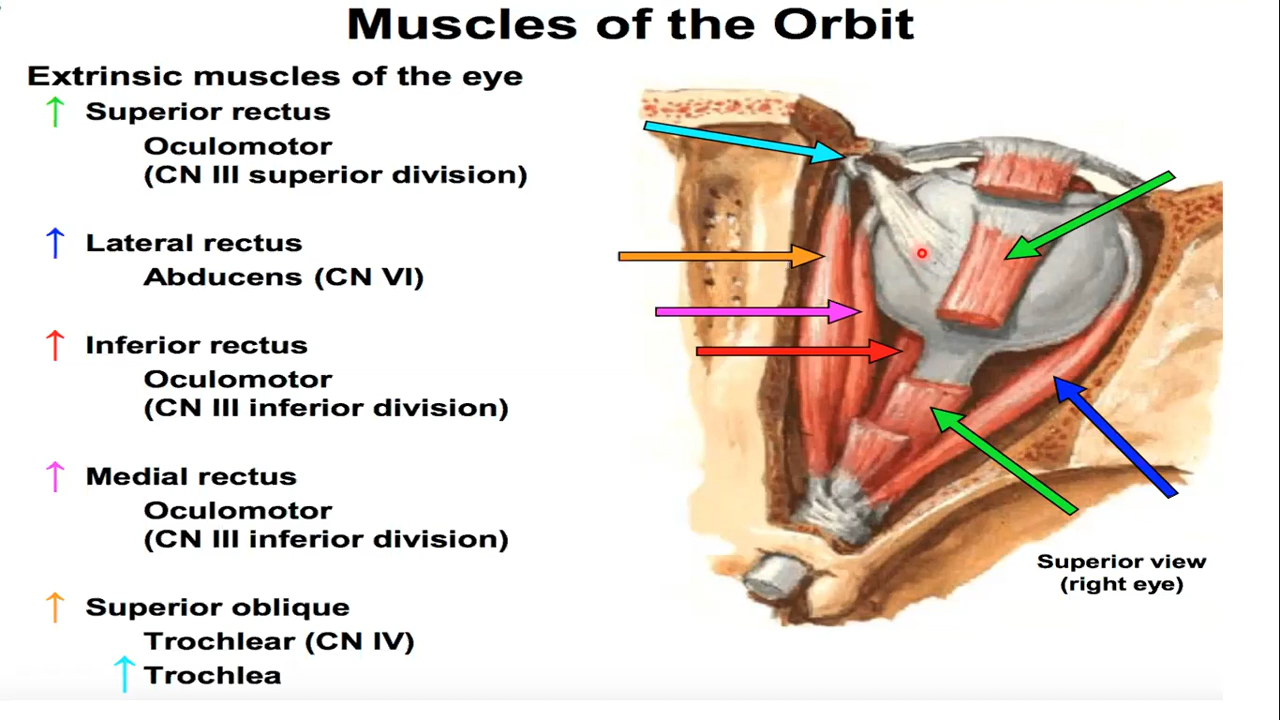 Muscles of the Orbit
Extrinsic muscles of the eye
↑ Superior rectus
Oculomotor
(CN III superior division)
↑ Lateral rectus
Abducens (CN VI)
↑ Inferior rectus
Oculomotor
(CN III inferior division)
↑ Medial rectus
Oculomotor
(CN III inferior division)
↑ Superior oblique
Trochlear (CN IV)
↑ Trochlea
Superior view
(right eye)